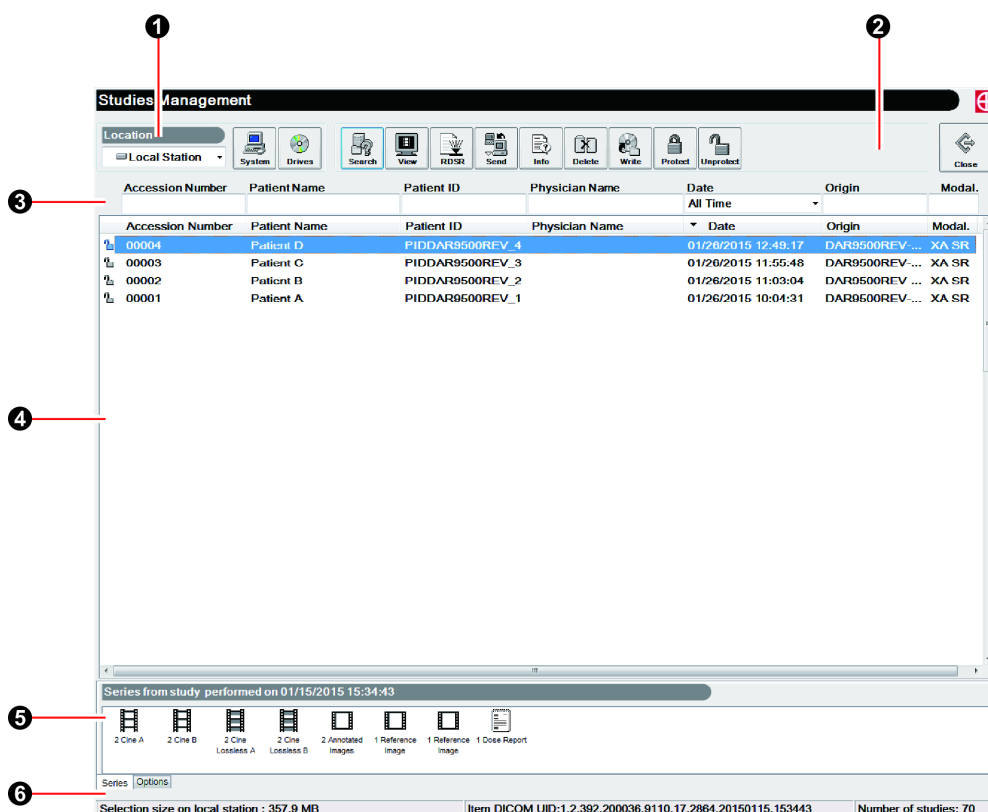 1
2
Studies Management
Location
Local Station
System
Drives
Search
View
RDSR
Send
Info
Delete
Write
Protect
Unprotect
Close
3
Accession Number Patient Name Patient ID Physician Name Date Origin Modal.
All Time
Accession Number Patient Name Patient ID Physician Name Date Origin Modal.
00004 Patient D PIDDAR9500REV_4 01/26/2015 12:49:17 DAR9500REV-... XA SR
00003 Patient C PIDDAR9500REV_3 01/26/2015 11:55:48 DAR9500REV-... XA SR
00002 Patient B PIDDAR9500REV_2 01/26/2015 11:03:04 DAR9500REV ... XA SR
00001 Patient A PIDDAR9500REV_1 01/26/2015 10:04:31 DAR9500REV-... XA SR
4
Series from study performed on 01/15/2015 15:34:43
5
2 Cine A
2 Cine B
2 Cine
Lossless A
2 Cine
Lossless B
2 Annotated
Images
1 Reference
Image
1 Reference
Image
1 Dose Report
Series Options
6
Selection size on local station : 357.9 MB Item DICOM UID:1.2.392.200036.9110.17.2864.20150115.153443 Number of studies: 70